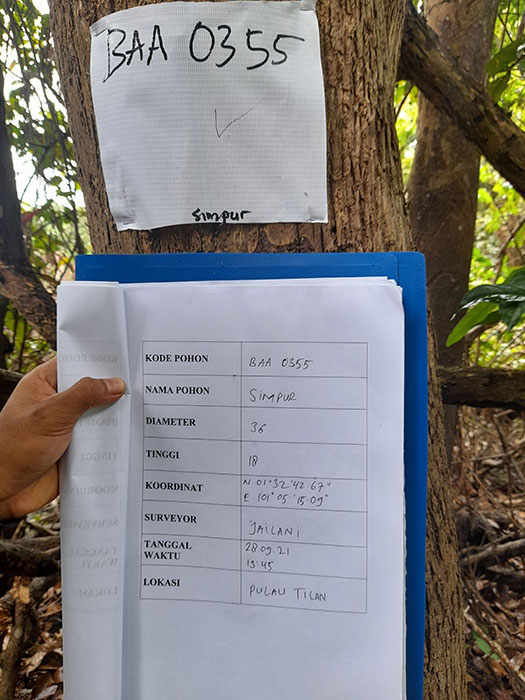 BAA 0355
simpur
KODE POHON BAA 0355
NAMA POHON SIMPUR
DIAMETER 36
TINGGI 18
KOORDINAT N 01°32'42.67"
E 101°05'15.09"
SURVEYOR JAILANI
TANGGAL 28.09.21
WAKTU 13:45
LOKASI PULAU TILAN